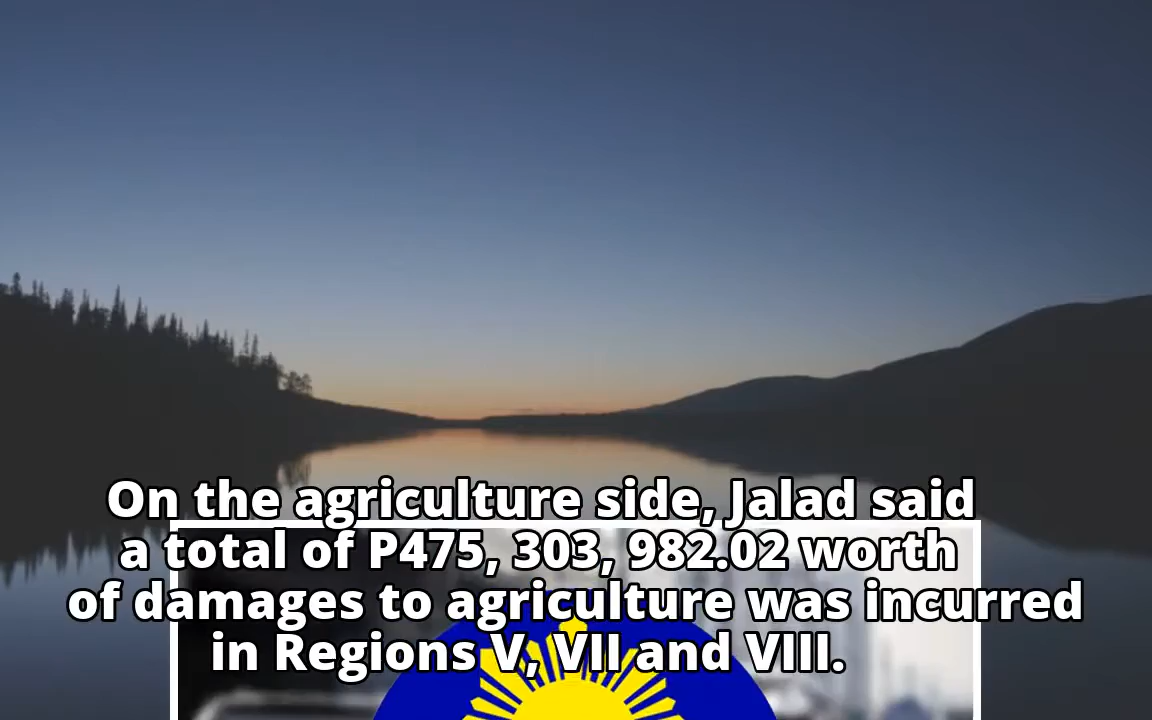 On the agriculture side, Jalad said
a total of P475, 303, 982.02 worth
of damages to agriculture was incurred
in Regions V, VII and VIII.